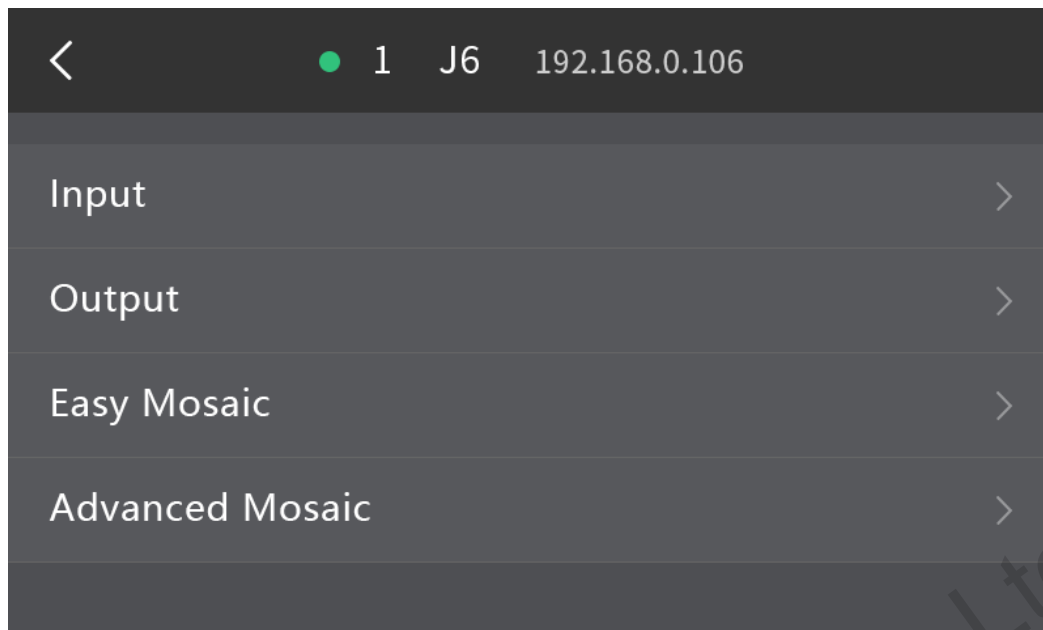 1 J6 192.168.0.106
Input
Output
Easy Mosaic
Advanced Mosaic